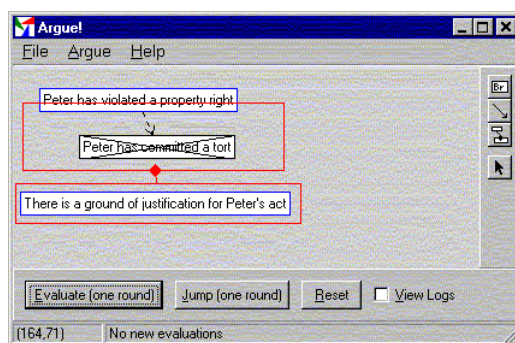 Argue!
File Argue Help
Peter has violated a property right
Peter has committed a tort
There is a ground of justification for Peter's act
Br
Evaluate (one round) Jump (one round) Reset View Logs
(164,71) No new evaluations